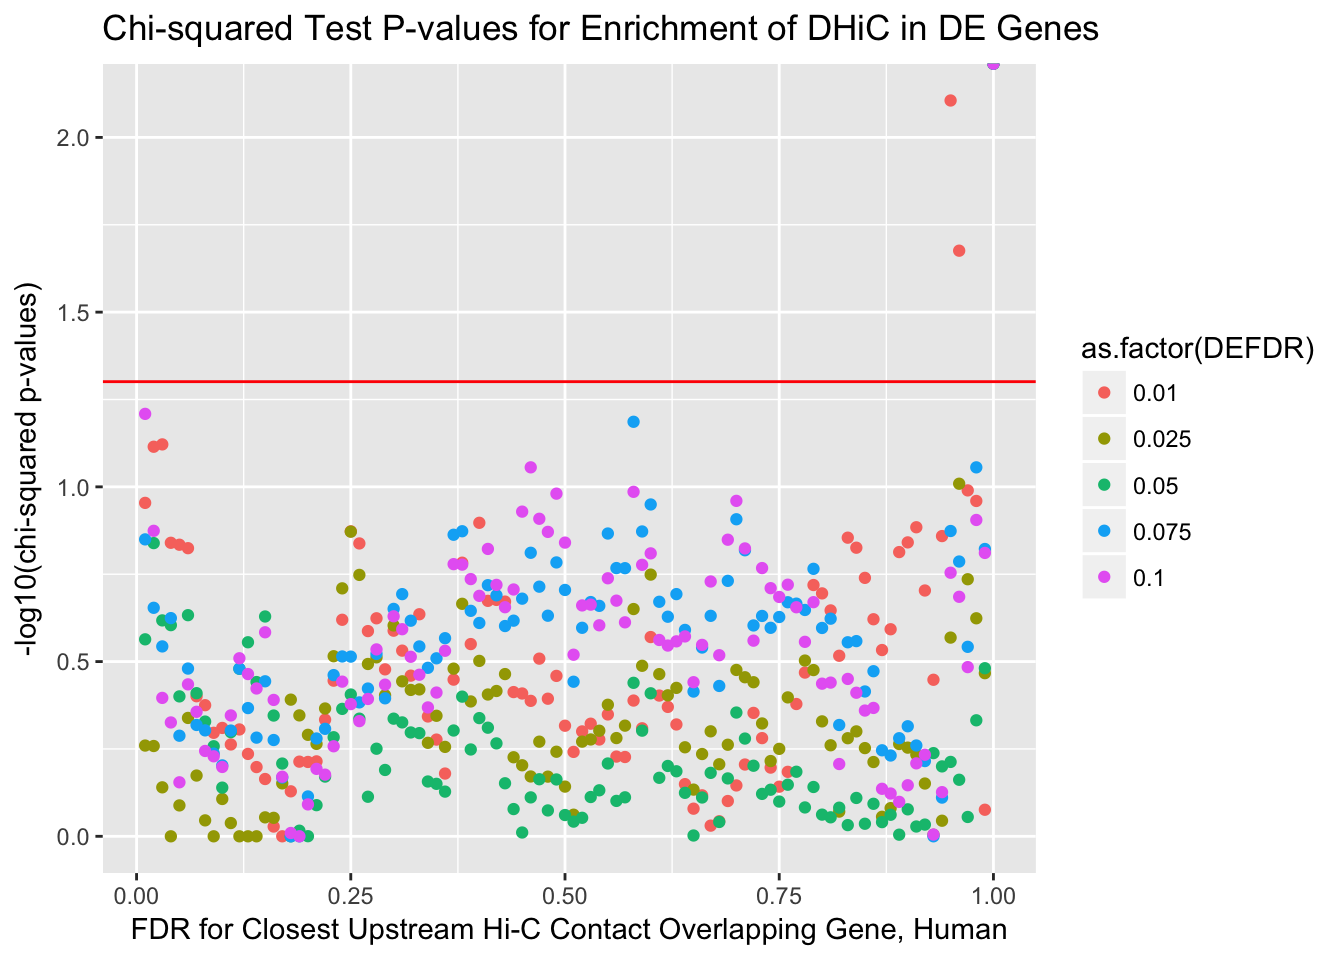 Chi-squared Test P-values for Enrichment of DHiC in DE Genes
-log10(chi-squared p-values)
2.0
1.5
1.0
0.5
0.0
0.00 0.25 0.50 0.75 1.00
FDR for Closest Upstream Hi-C Contact Overlapping Gene, Human
as.factor(DEFDR)
0.01
0.025
0.05
0.075
0.1